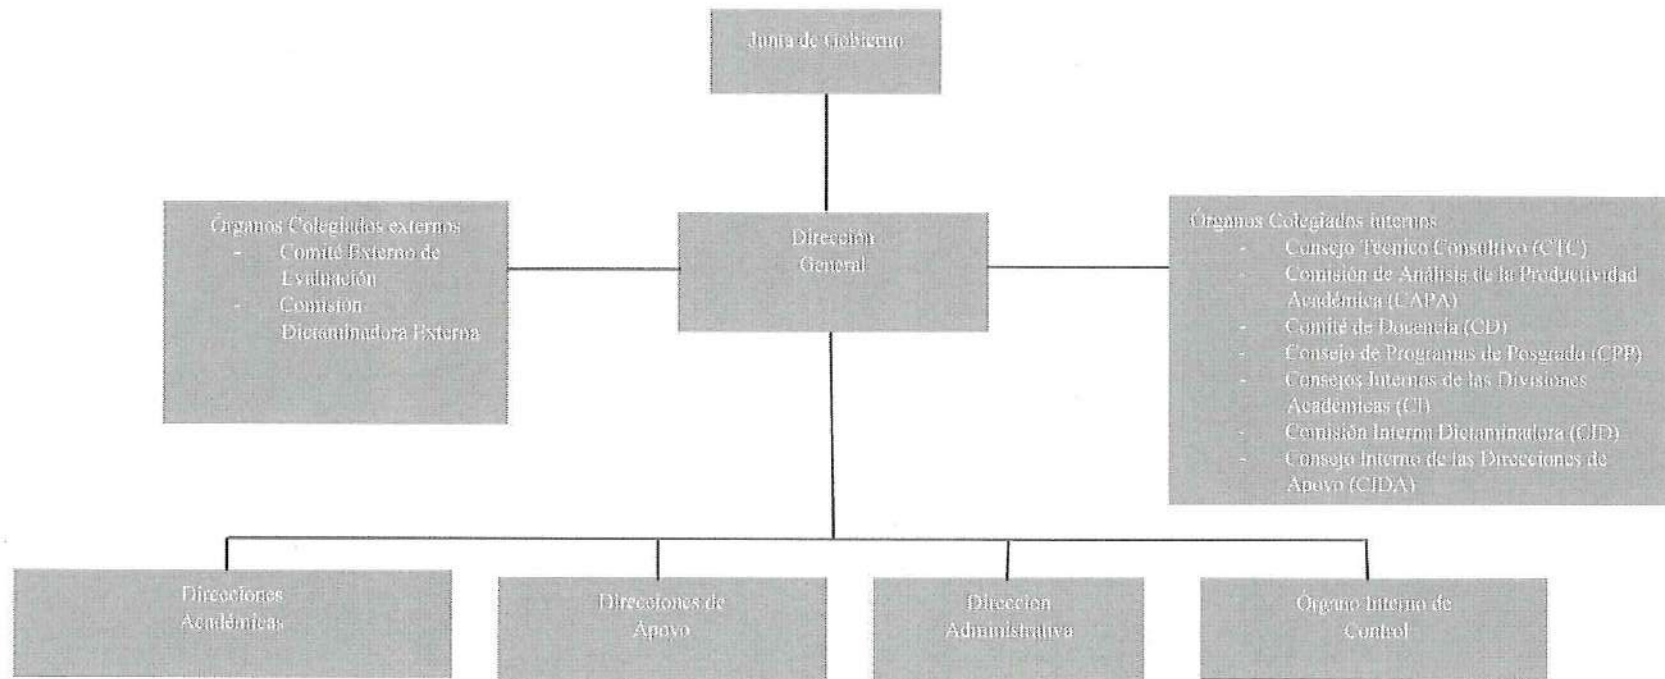 Junta de Gobierno
Órganos Colegiados externos
- Comité Externo de
Evaluación
- Comisión
Dictaminadora Externa
Dirección
General
Órganos Colegiados internos
- Consejo Técnico Consultivo (CTC)
- Comisión de Análisis de la Productividad
Académica (CAPA)
- Comité de Docencia (CD)
- Consejo de Programas de Posgrado (CPP)
- Consejos Internos de las Divisiones
Académicas (CI)
- Comisión Interna Dictaminadora (CID)
- Consejo Interno de las Direcciones de
Apoyo (CIDA)
Direcciones
Académicas
Direcciones de
Apoyo
Dirección
Administrativa
Órgano Interno de
Control